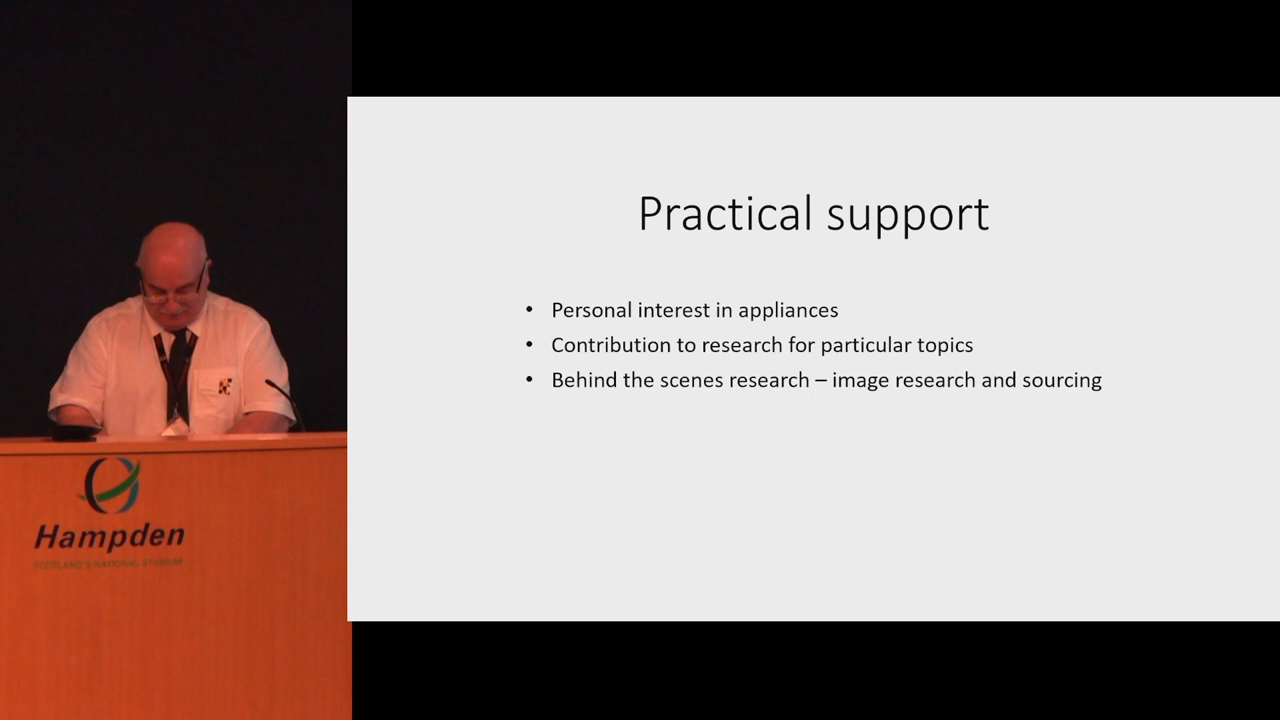 Practical support
• Personal interest in appliances
• Contribution to research for particular topics
• Behind the scenes research – image research and sourcing
Hampden
SCOTLAND'S NATIONAL STADIUM